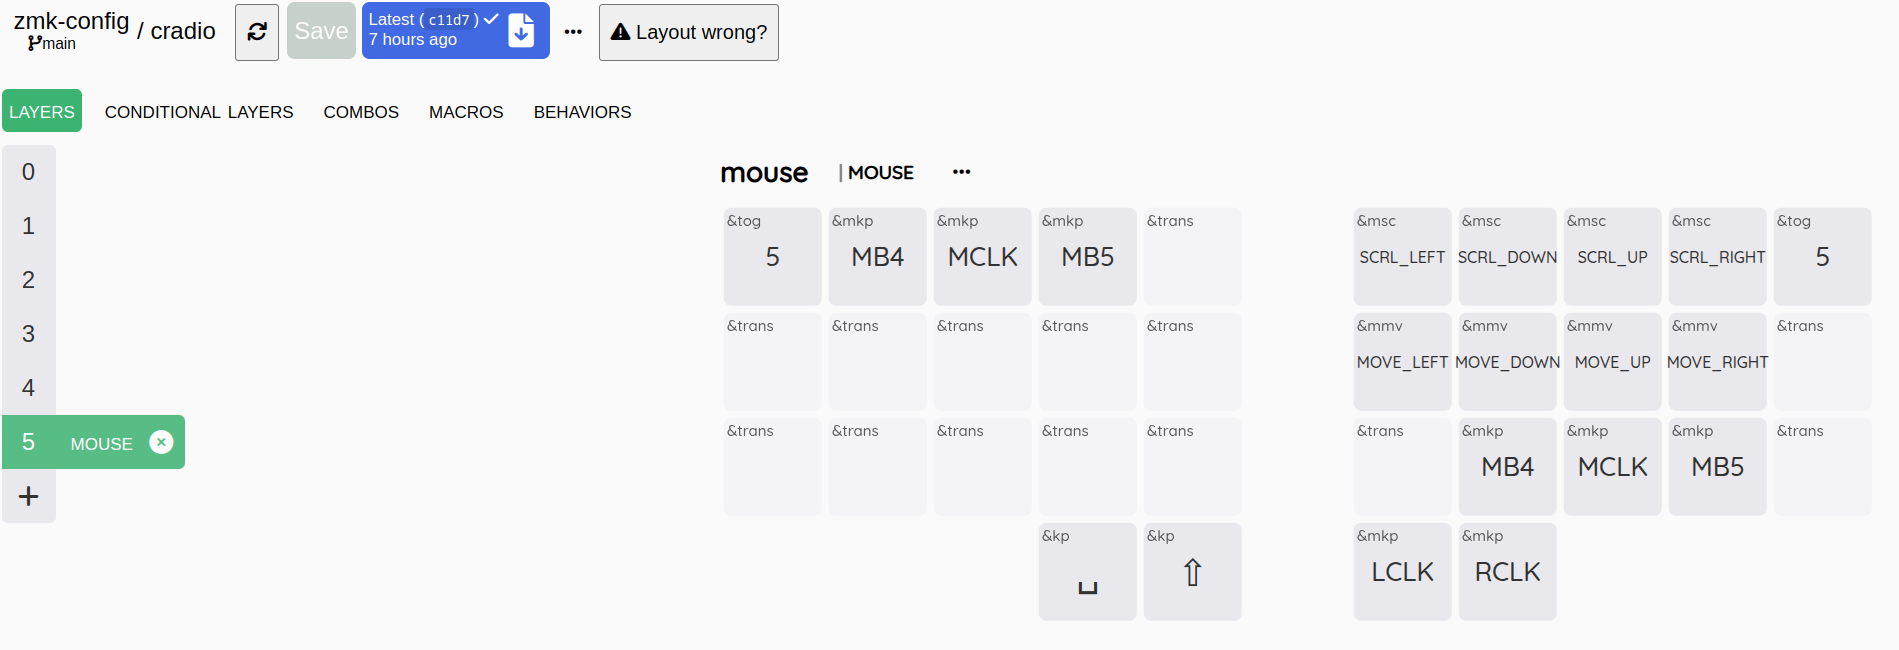 zmk-config / cradio
main
Save
Latest ( c11d7 )
7 hours ago
Layout wrong?
LAYERS CONDITIONAL LAYERS COMBOS MACROS BEHAVIORS
0
1
2
3
4
5 MOUSE
+
mouse | MOUSE
&tog &mkp &mkp &mkp &trans &msc &msc &msc &msc &tog
5 MB4 MCLK MB5 SCRL_LEFT SCRL_DOWN SCRL_UP SCRL_RIGHT 5
&trans &trans &trans &trans &trans &mmv &mmv &mmv &mmv &trans
MOVE_LEFT MOVE_DOWN MOVE_UP MOVE_RIGHT
&trans &trans &trans &trans &trans &trans &mkp &mkp &mkp &trans
MB4 MCLK MB5
&kp &kp &mkp &mkp
␣ ⇧ LCLK RCLK